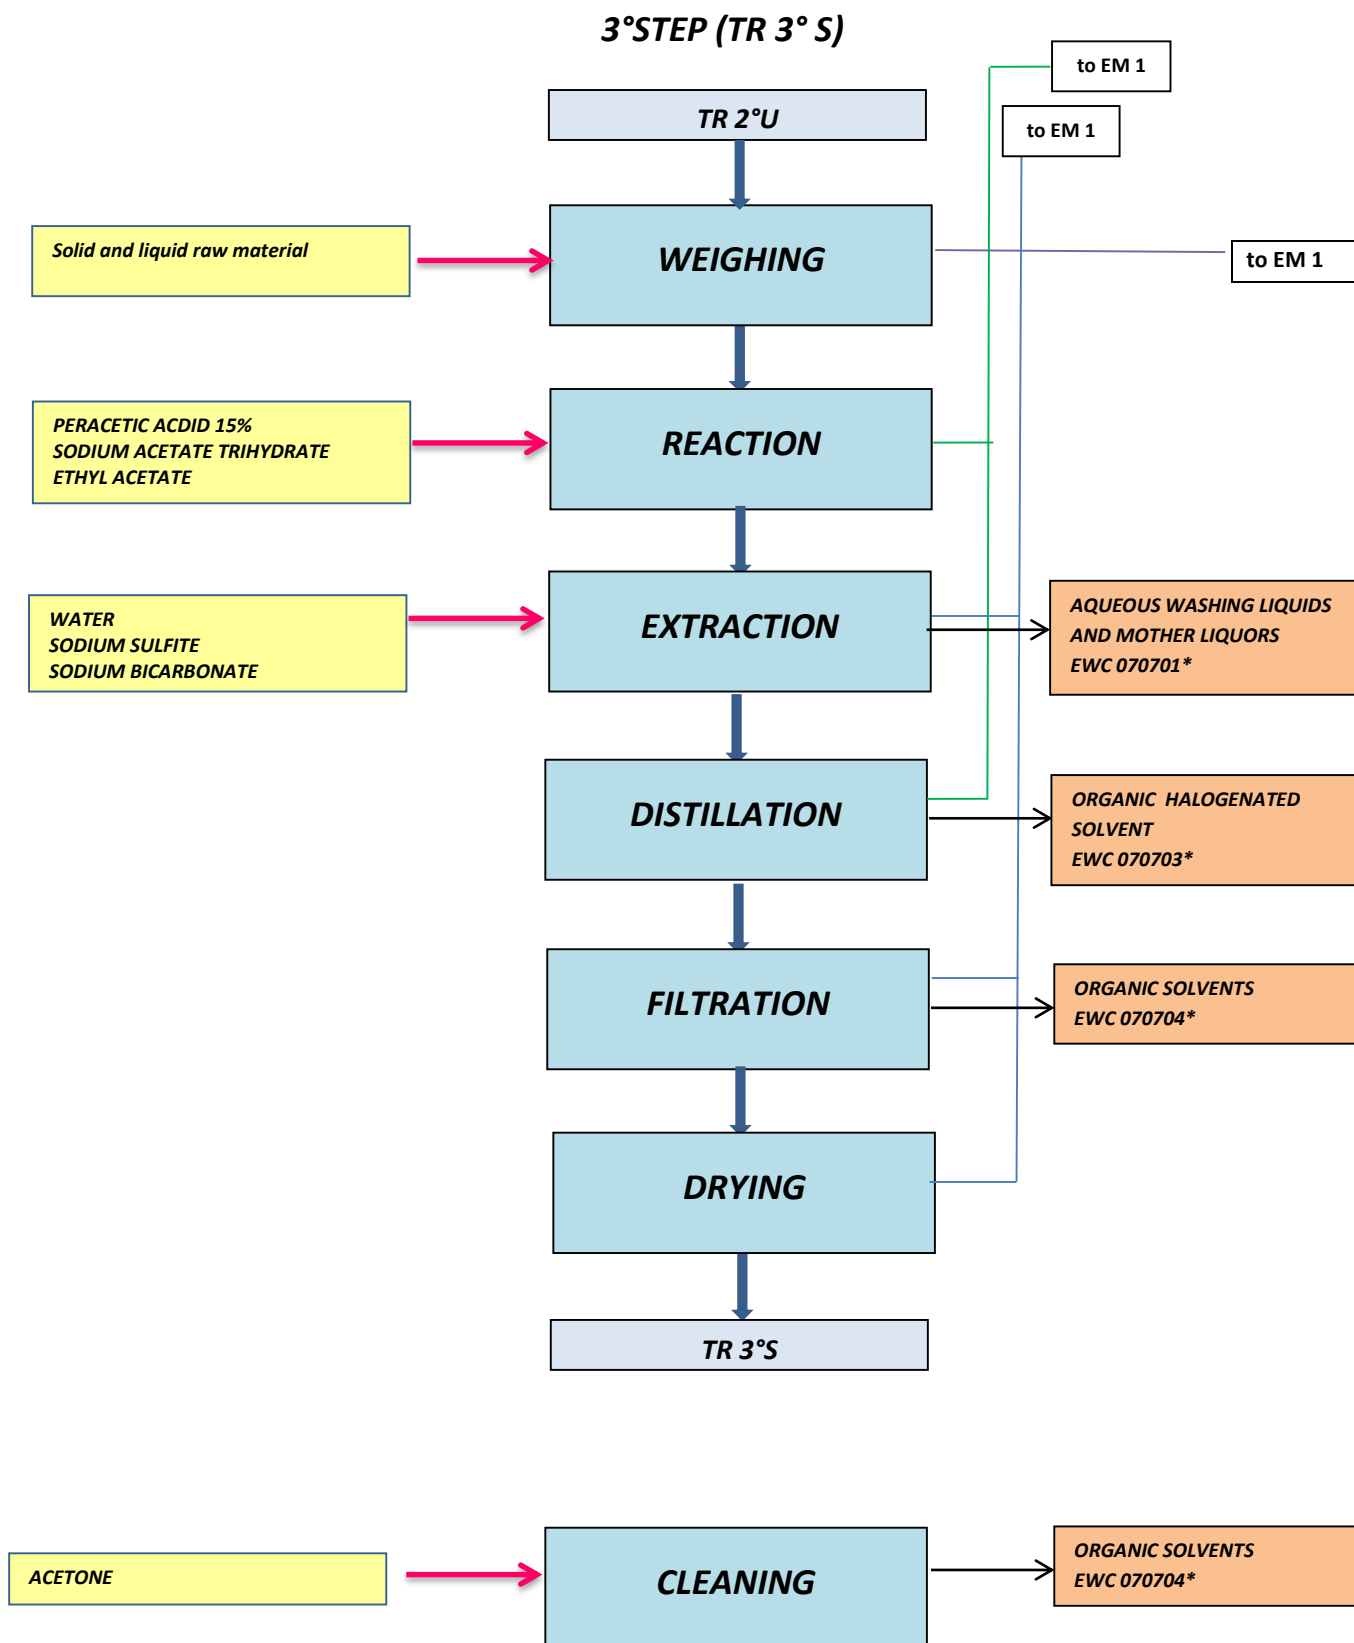 3°STEP (TR 3° S)
to EM 1
TR 2°U
to EM 1
Solid and liquid raw material
WEIGHING
to EM 1
PERACETIC ACDID 15%
SODIUM ACETATE TRIHYDRATE
ETHYL ACETATE
REACTION
WATER
SODIUM SULFITE
SODIUM BICARBONATE
EXTRACTION
AQUEOUS WASHING LIQUIDS
AND MOTHER LIQUORS
EWC 070701*
DISTILLATION
ORGANIC HALOGENATED
SOLVENT
EWC 070703*
FILTRATION
ORGANIC SOLVENTS
EWC 070704*
DRYING
TR 3°S
ACETONE
CLEANING
ORGANIC SOLVENTS
EWC 070704*